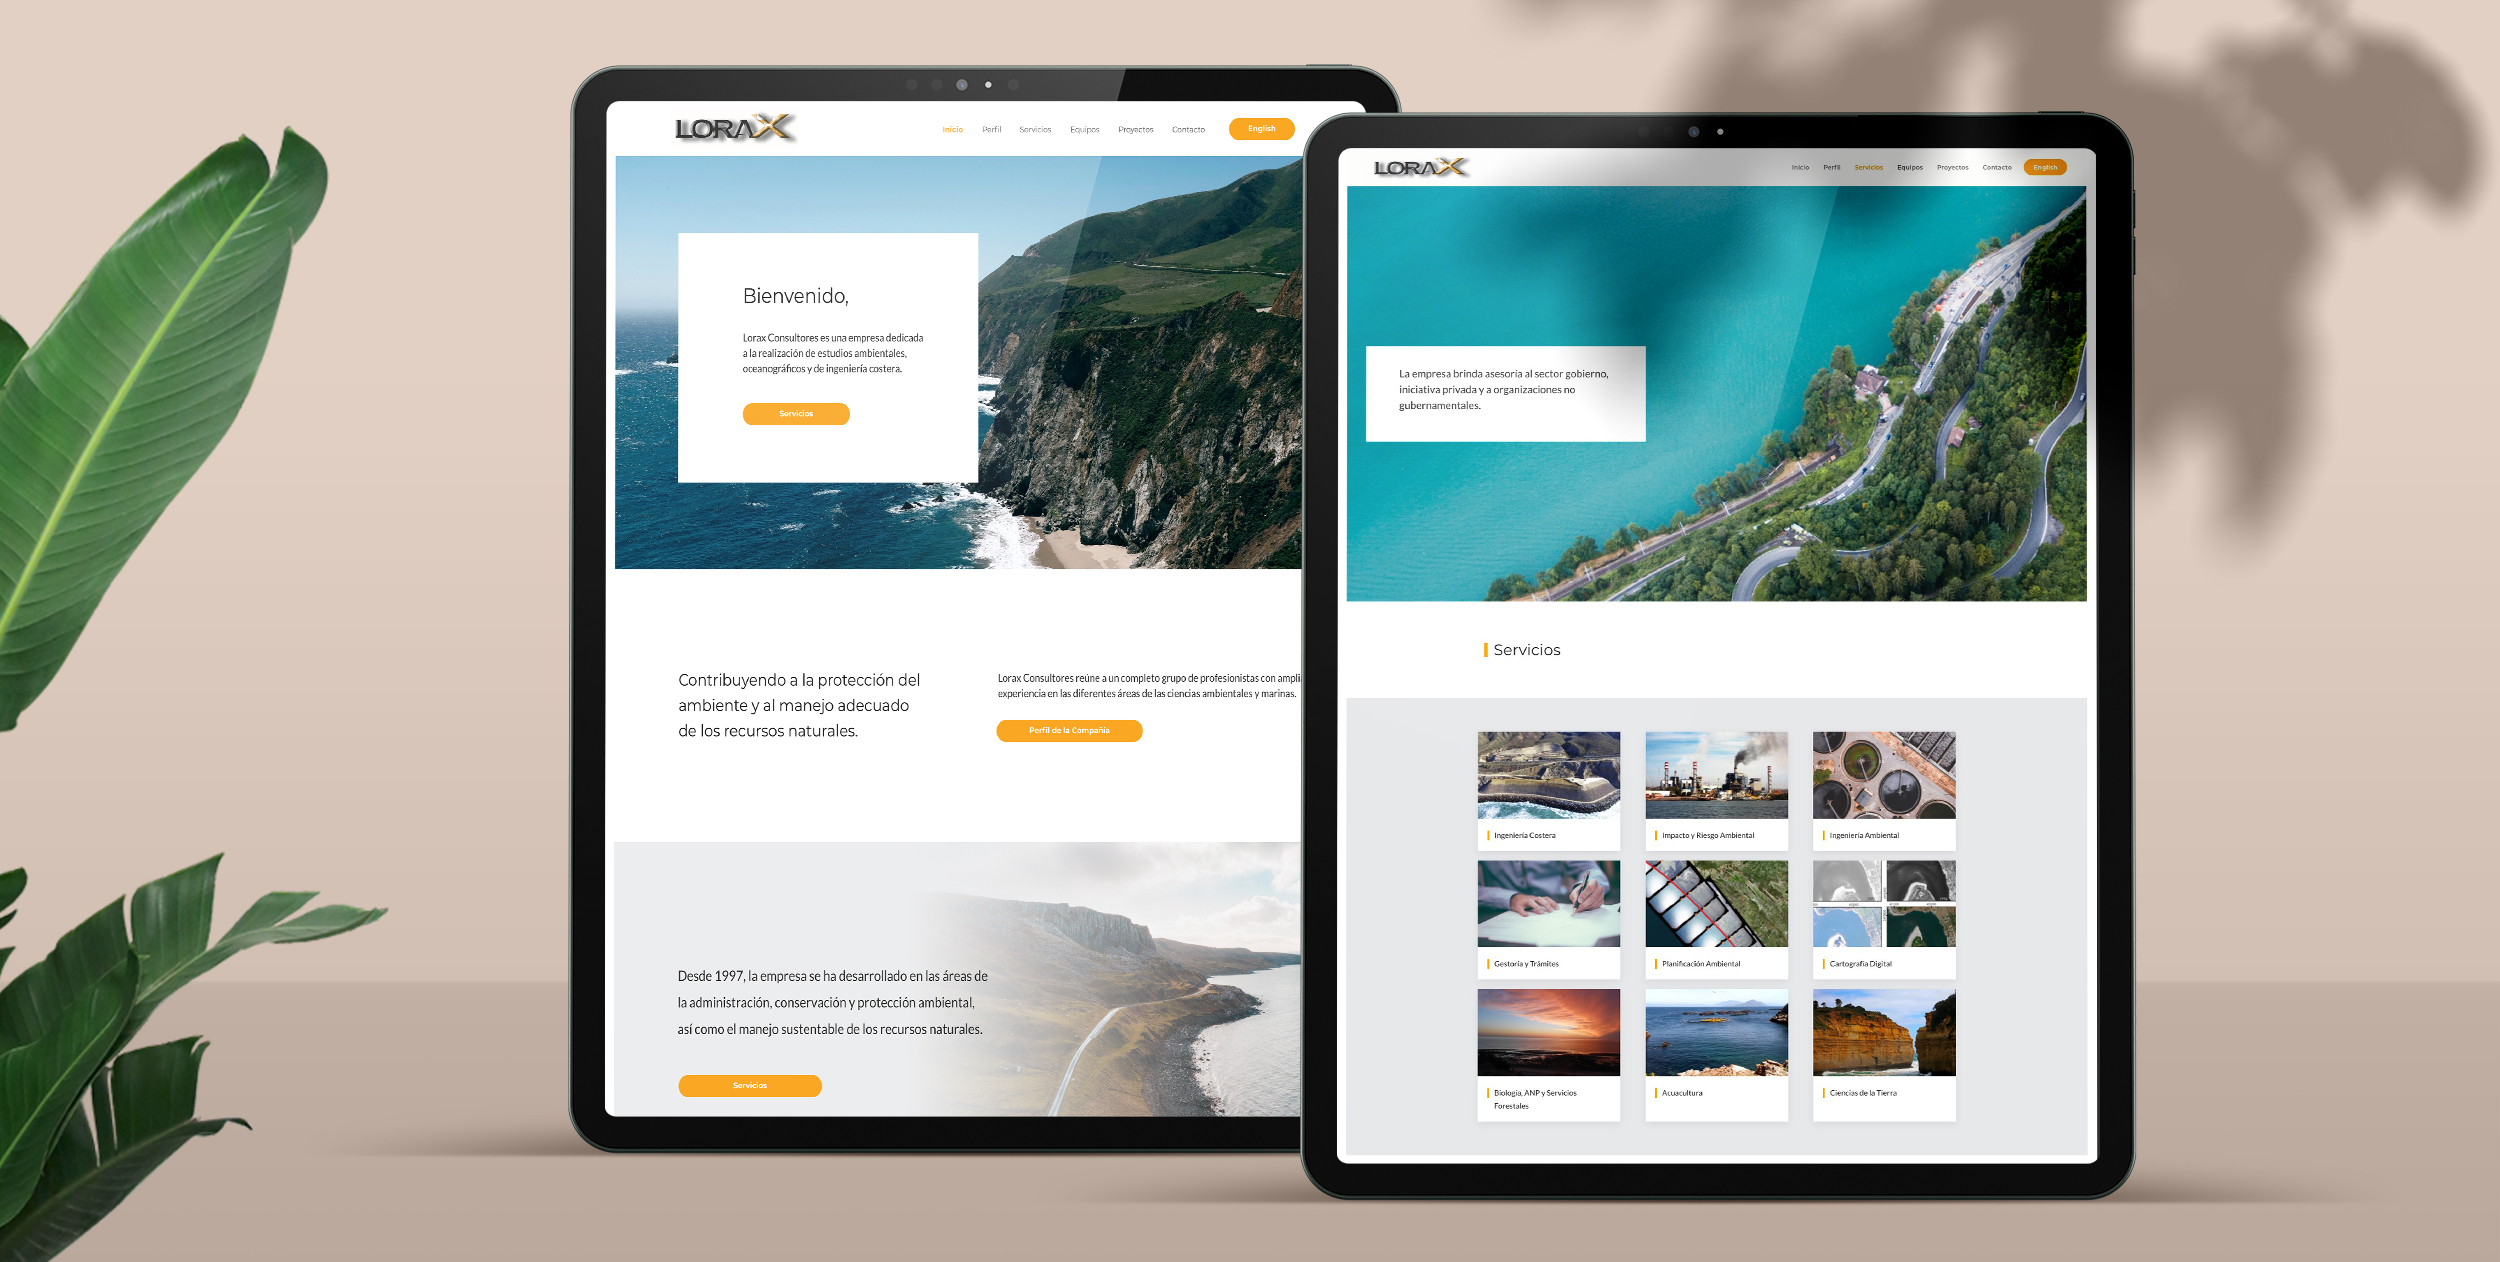 LORAX
Inicio Perfil Servicios Equipos Proyectos Contacto English
Bienvenido,
Lorax Consultores es una empresa dedicada
a la realización de estudios ambientales,
oceanográficos y de ingeniería costera.
Servicios
Contribuyendo a la protección del
ambiente y al manejo adecuado
de los recursos naturales.
Lorax Consultores reúne a un completo grupo de profesionistas con ampli
experiencia en las diferentes áreas de las ciencias ambientales y marinas.
Perfil de la Compañía
Desde 1997, la empresa se ha desarrollado en las áreas de
la administración, conservación y protección ambiental,
así como el manejo sustentable de los recursos naturales.
Servicios
LORAX
Inicio Perfil Servicios Equipos Proyectos Contacto English
La empresa brinda asesoría al sector gobierno,
iniciativa privada y a organizaciones no
gubernamentales.
Servicios
Ingeniería Costera
Impacto y Riesgo Ambiental
Ingeniería Ambiental
Gestoría y Trámites
Planificación Ambiental
Cartografía Digital
Biología, ANP y Servicios
Forestales
Acuacultura
Ciencias de la Tierra